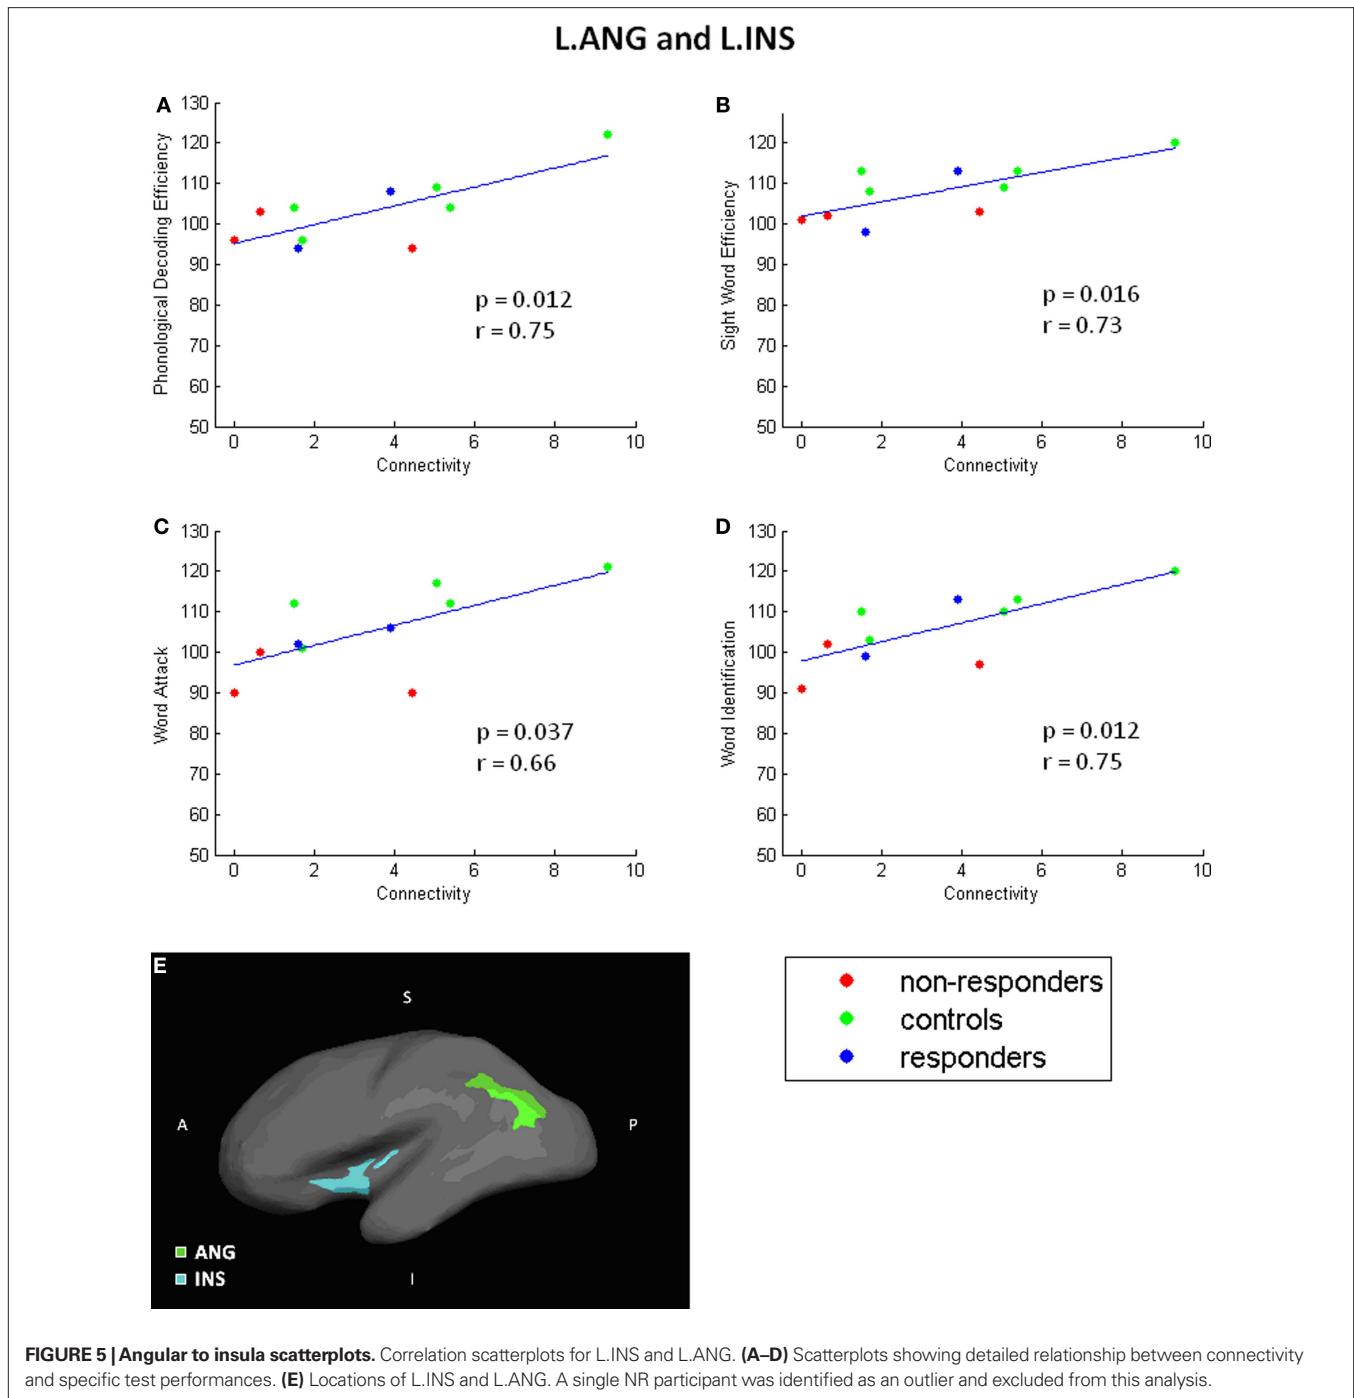 L.ANG and L.INS
A
130
120
110
100
90
80
70
60
50
Phonological Decoding Efficiency
p = 0.012
r = 0.75
0 2 4 6 8 10
Connectivity
B
120
110
100
90
80
70
60
50
Sight Word Efficiency
p = 0.016
r = 0.73
0 2 4 6 8 10
Connectivity
C
130
120
110
100
90
80
70
60
50
Word Attack
p = 0.037
r = 0.66
0 2 4 6 8 10
Connectivity
D
130
120
110
100
90
80
70
60
50
Word Identification
p = 0.012
r = 0.75
0 2 4 6 8 10
Connectivity
E
S
A
P
I
ANG
INS
non-responders
controls
responders
FIGURE 5 | Angular to insula scatterplots. Correlation scatterplots for L.INS and L.ANG. (A–D) Scatterplots showing detailed relationship between connectivity
and specific test performances. (E) Locations of L.INS and L.ANG. A single NR participant was identified as an outlier and excluded from this analysis.